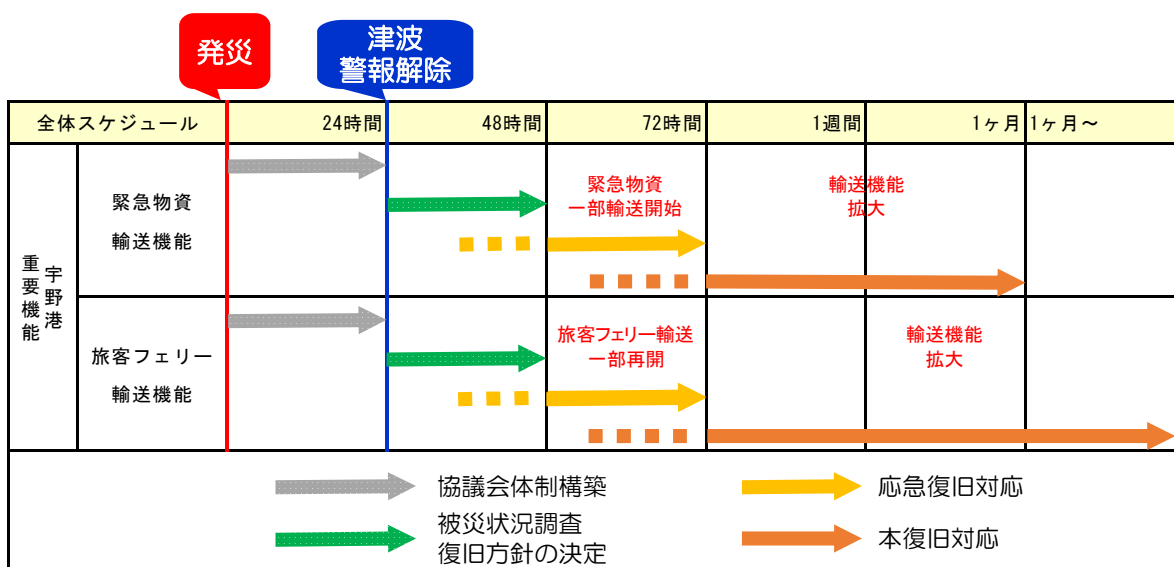 発災
津波
警報解除
全体スケジュール
24時間
48時間
72時間
1週間
1ヶ月
1ヶ月～
宇野港
重要機能
緊急物資
輸送機能
緊急物資
一部輸送開始
輸送機能
拡大
旅客フェリー
輸送機能
旅客フェリー輸送
一部再開
輸送機能
拡大
協議会体制構築
応急復旧対応
被災状況調査
復旧方針の決定
本復旧対応